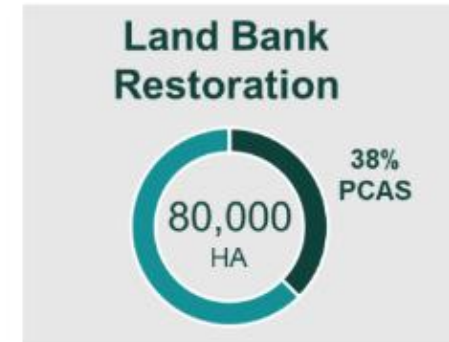 Land Bank
Restoration
38%
PCAS
80,000
HA